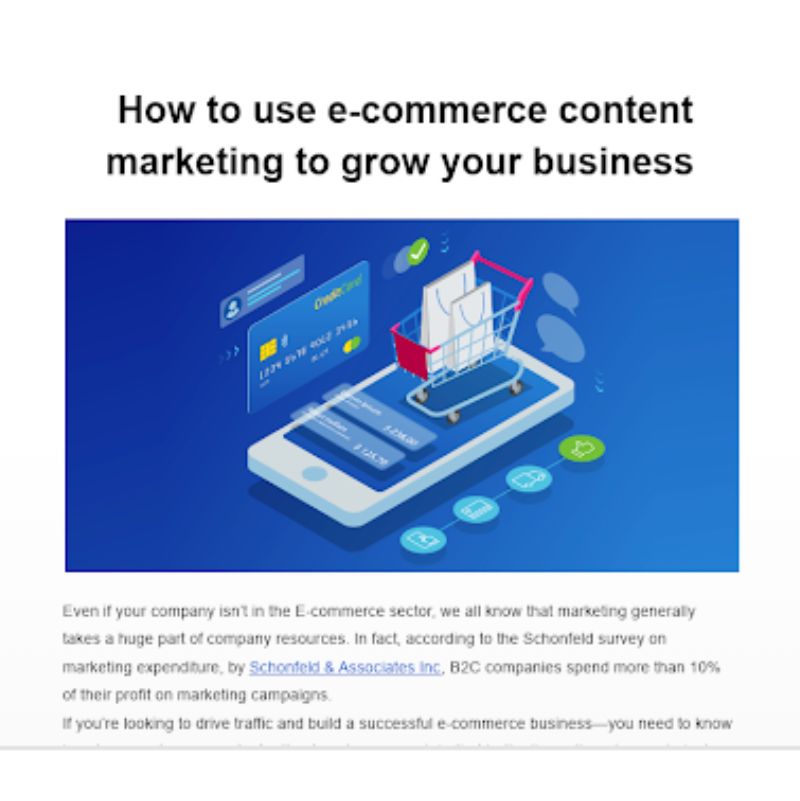 How to use e-commerce content
marketing to grow your business
CreditCard
1234 5678 9012 3456
$ 125.70
Even if your company isn't in the E-commerce sector, we all know that marketing generally
takes a huge part of company resources. In fact, according to the Schonfeld survey on
marketing expenditure, by Schonfeld & Associates Inc, B2C companies spend more than 10%
of their profit on marketing campaigns.
If you're looking to drive traffic and build a successful e-commerce business—you need to know